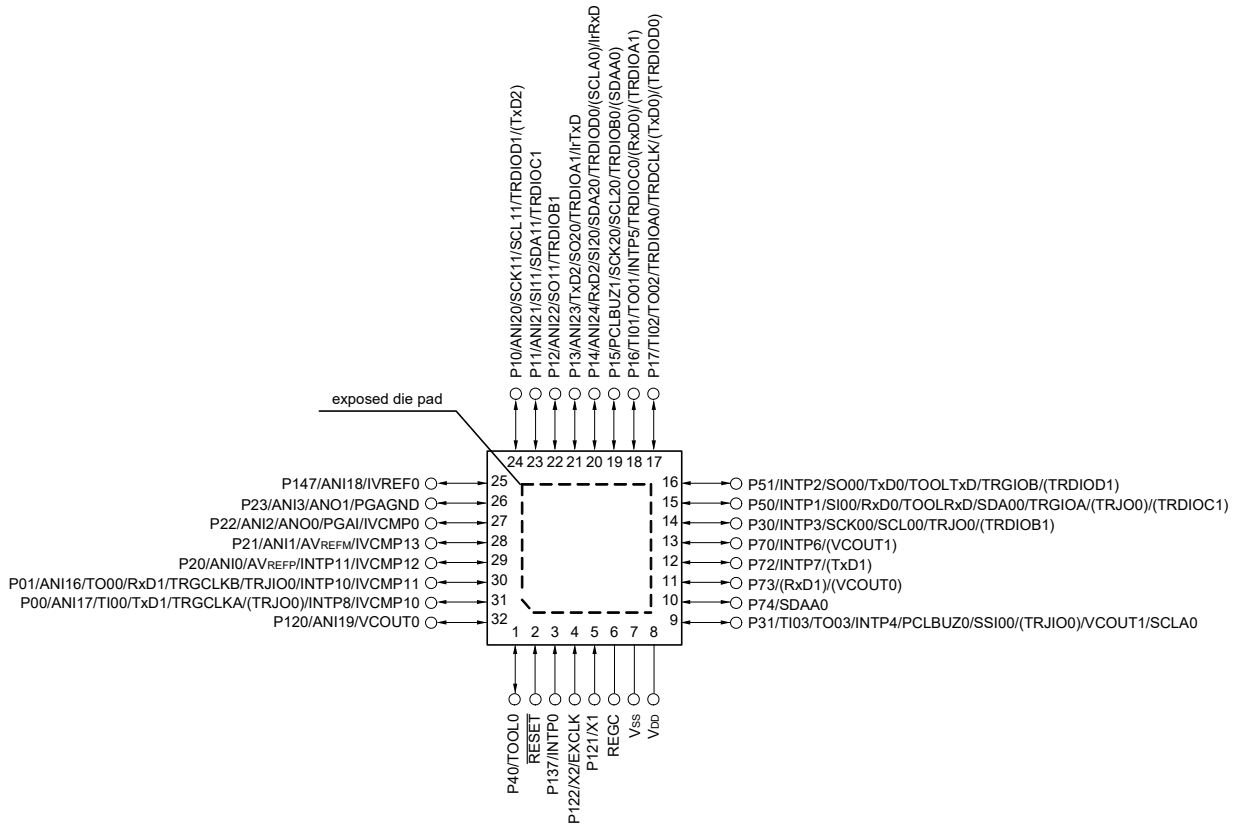 P10/ANI20/SCK11/SCL11/TRDIOD1/(TxD2)
P11/ANI21/SI11/SDA11/TRDIOC1
P12/ANI22/SO11/TRDIOB1
P13/ANI23/TxD2/SO20/TRDIOA1/IrTxD
P14/ANI24/RxD2/SI20/SDA20/TRDIOD0/(SCLA0)/IrRxD
P15/PCLBUZ1/SCK20/SCL20/TRDIOB0/(SDAA0)
P16/TI01/TO01/INTP5/TRDIOC0/(RxD0)/(TRDIOA1)
P17/TI02/TO02/TRDIOA0/TRDCLK/(TxD0)/(TRDIOD0)
exposed die pad
24 23 22 21 20 19 18 17
P147/ANI18/IVREF0 25
P23/ANI3/ANO1/PGAGND 26
P22/ANI2/ANO0/PGAI/IVCMP0 27
P21/ANI1/AVREFM/IVCMP13 28
P20/ANI0/AVREFP/INTP11/IVCMP12 29
P01/ANI16/TO00/RxD1/TRGCLKB/TRJIO0/INTP10/IVCMP11 30
P00/ANI17/TI00/TxD1/TRGCLKA/(TRJO0)/INTP8/IVCMP10 31
P120/ANI19/VCOUT0 32
16 P51/INTP2/SO00/TxD0/TOOLTxD/TRGIOB/(TRDIOD1)
15 P50/INTP1/SI00/RxD0/TOOLRxD/SDA00/TRGIOA/(TRJO0)/(TRDIOC1)
14 P30/INTP3/SCK00/SCL00/TRJO0/(TRDIOB1)
13 P70/INTP6/(VCOUT1)
12 P72/INTP7/(TxD1)
11 P73/(RxD1)/(VCOUT0)
10 P74/SDAA0
9 P31/TI03/TO03/INTP4/PCLBUZ0/SSI00/(TRJIO0)/VCOUT1/SCLA0
1 2 3 4 5 6 7 8
P40/TOOL0
RESET
P137/INTP0
P122/X2/EXCLK
P121/X1
REGC
VSS
VDD